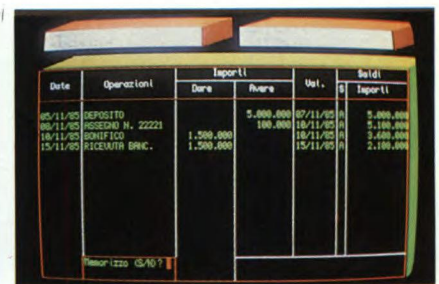 Importi Saldi
Date Operazioni Dare Avere Val. S Importi
05/11/85 DEPOSITO 5.000.000 07/11/85 A 5.000.000
08/11/85 ASSEGNO N. 22221 100.000 10/11/85 A 5.100.000
10/11/85 BONIFICO 1.500.000 10/11/85 A 3.600.000
15/11/85 RICEVUTA BANC. 1.500.000 15/11/85 A 2.100.000
Memorizzo (S/N)?